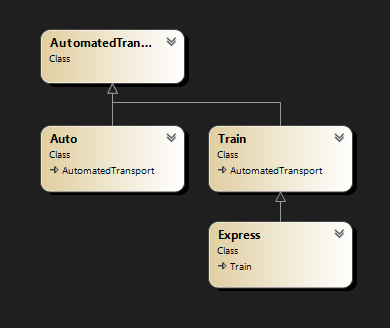 AutomatedTran...
Class
Auto
Class
AutomatedTransport
Train
Class
AutomatedTransport
Express
Class
Train